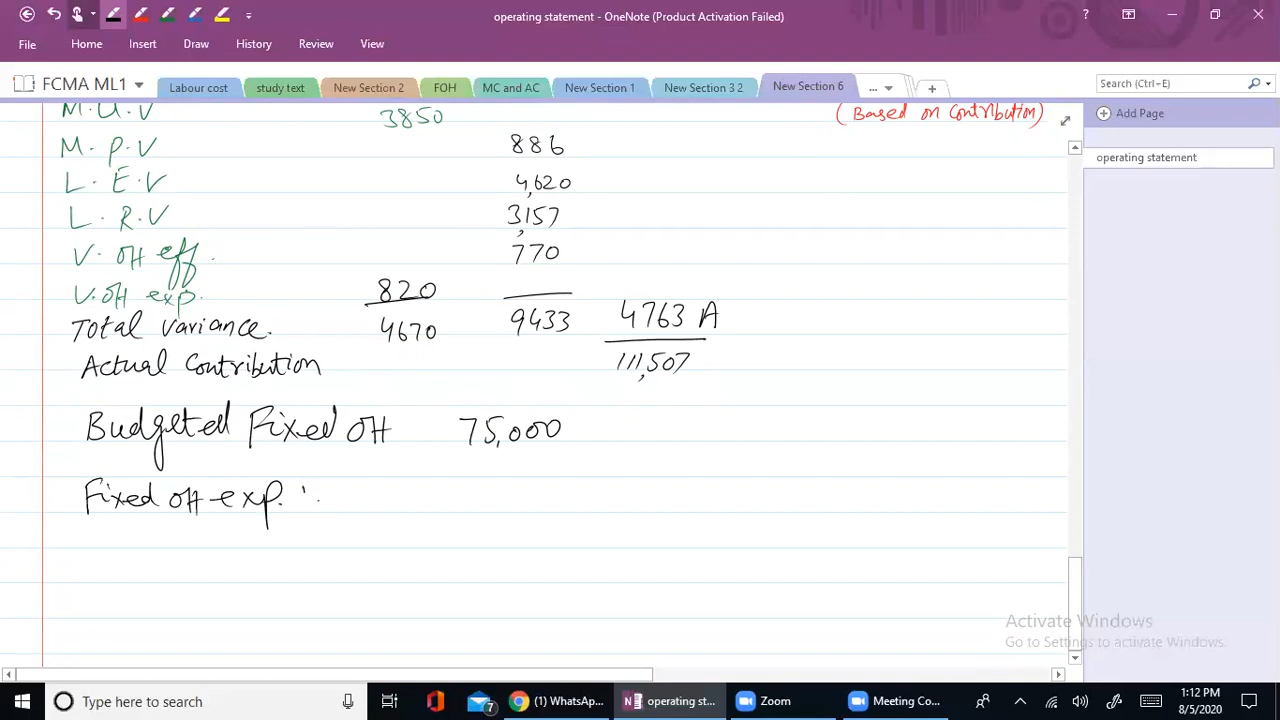 operating statement - OneNote (Product Activation Failed)
File Home Insert Draw History Review View
FCMA ML1 Labour cost study text New Section 2 FOH MC and AC New Section 1 New Section 3 2 New Section 6 ... Search (Ctrl+E)
M.U.V 3850 (Based on Contribution)
Add Page
operating statement
M.P.V 886
L.E.V 4,620
L.R.V 3,157
V.OH eff. 770
V.OH exp. 820
Total Variance. 4670 9433 4763 A
Actual Contribution 111,507
Budgeted Fixed OH 75,000
Fixed OH exp.
Activate Windows
Go to Settings to activate Windows.
Type here to search 7 (1) WhatsApp... operating stat... Zoom Meeting Co... 1:12 PM
8/5/2020